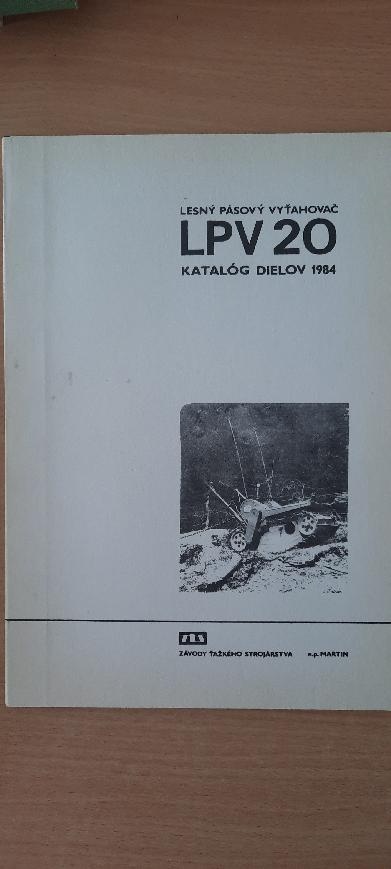 LESNÝ PÁSOVÝ VYŤAHOVAČ
LPV 20
KATALÓG DIELOV 1984
ZÁVODY ŤAŽKÉHO STROJÁRSTVA n.p. MARTIN